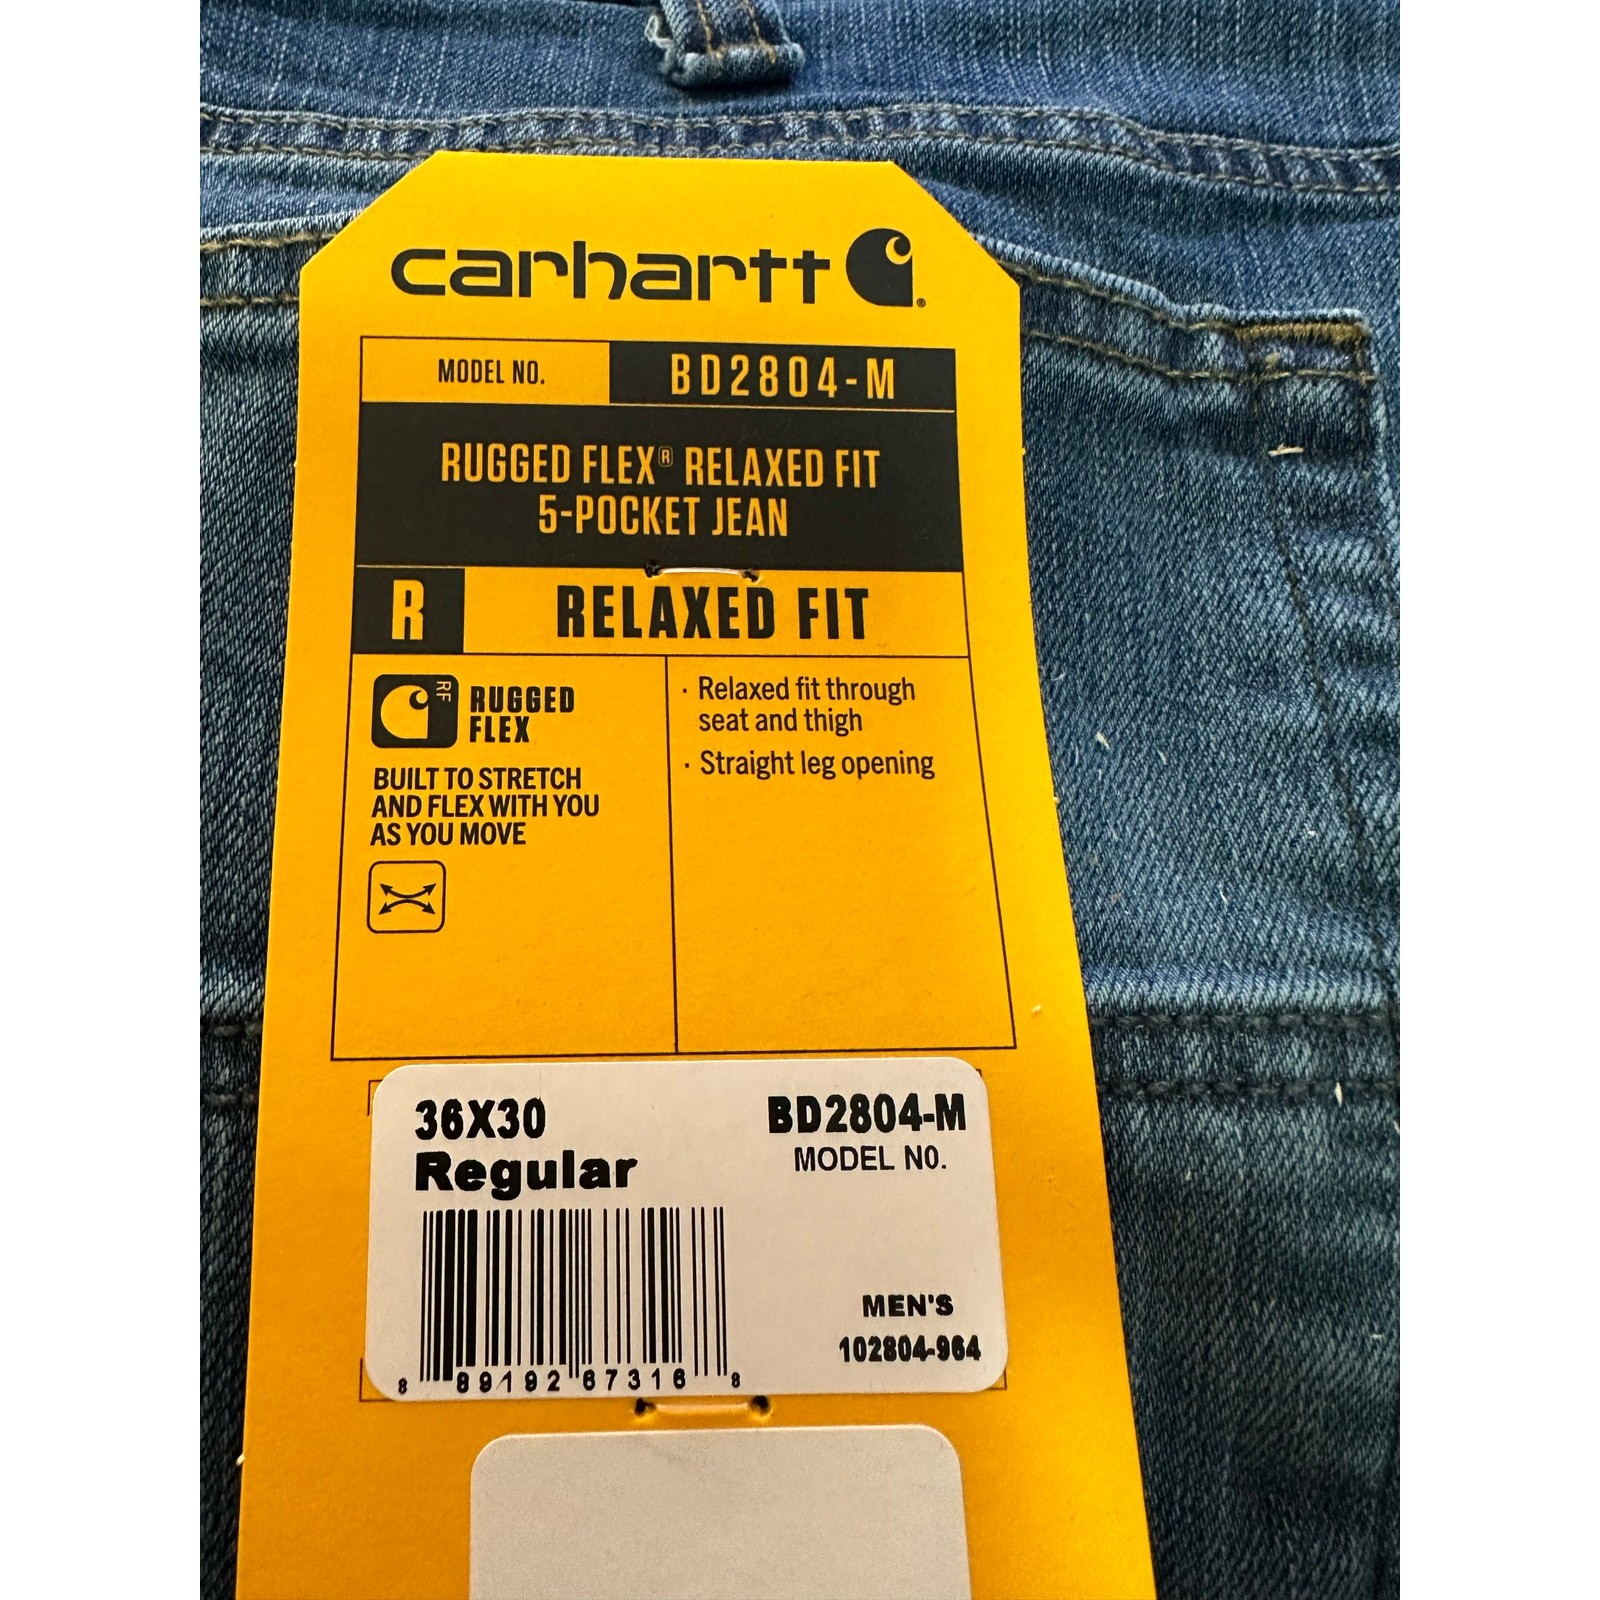 carhartt
MODEL NO. BD2804-M
RUGGED FLEX® RELAXED FIT
5-POCKET JEAN
R RELAXED FIT
RF
RUGGED
FLEX
BUILT TO STRETCH
AND FLEX WITH YOU
AS YOU MOVE
· Relaxed fit through
seat and thigh
· Straight leg opening
36X30
Regular
BD2804-M
MODEL NO.
MEN'S
102804-964
8 89192 67316 8